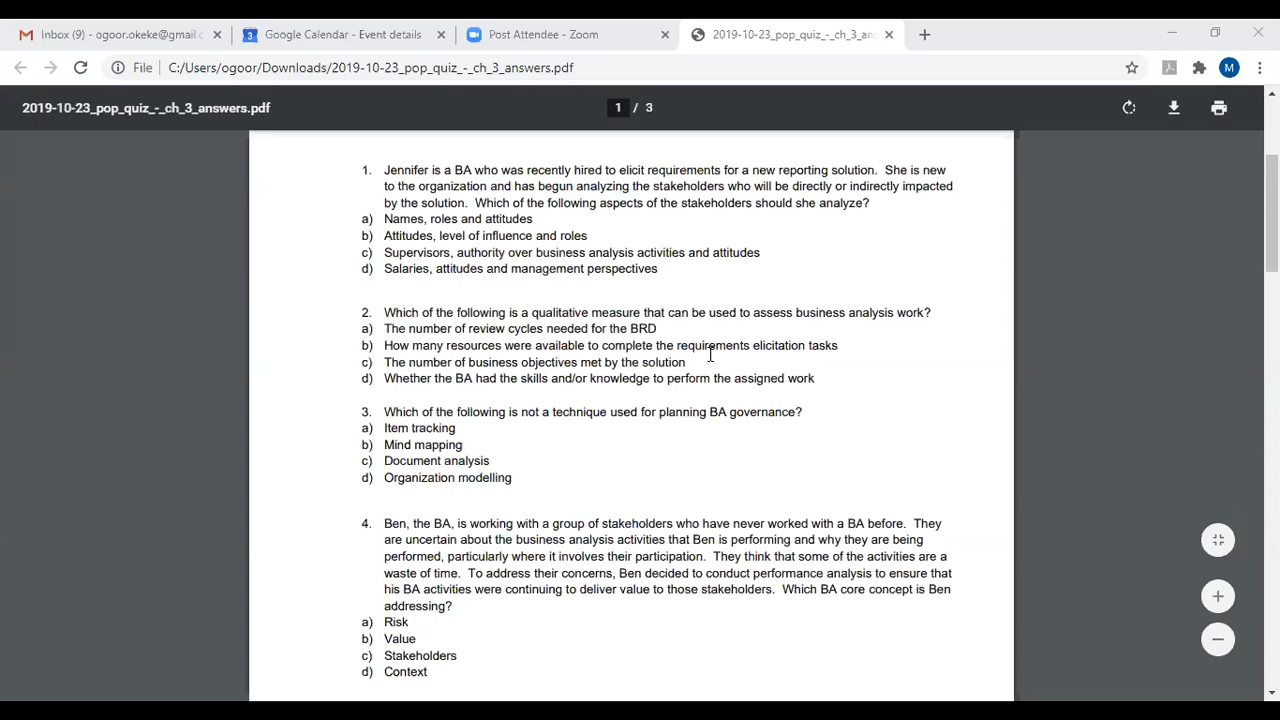 Inbox (9) - ogoor.okeke@gmail.c
Google Calendar - Event details
Post Attendee - Zoom
2019-10-23_pop_quiz_-_ch_3_ans
File
C:/Users/ogoor/Downloads/2019-10-23_pop_quiz_-_ch_3_answers.pdf
M
2019-10-23_pop_quiz_-_ch_3_answers.pdf
1 / 3
1. Jennifer is a BA who was recently hired to elicit requirements for a new reporting solution. She is new
to the organization and has begun analyzing the stakeholders who will be directly or indirectly impacted
by the solution. Which of the following aspects of the stakeholders should she analyze?
a) Names, roles and attitudes
b) Attitudes, level of influence and roles
c) Supervisors, authority over business analysis activities and attitudes
d) Salaries, attitudes and management perspectives
2. Which of the following is a qualitative measure that can be used to assess business analysis work?
a) The number of review cycles needed for the BRD
b) How many resources were available to complete the requirements elicitation tasks
c) The number of business objectives met by the solution
d) Whether the BA had the skills and/or knowledge to perform the assigned work
3. Which of the following is not a technique used for planning BA governance?
a) Item tracking
b) Mind mapping
c) Document analysis
d) Organization modelling
4. Ben, the BA, is working with a group of stakeholders who have never worked with a BA before. They
are uncertain about the business analysis activities that Ben is performing and why they are being
performed, particularly where it involves their participation. They think that some of the activities are a
waste of time. To address their concerns, Ben decided to conduct performance analysis to ensure that
his BA activities were continuing to deliver value to those stakeholders. Which BA core concept is Ben
addressing?
a) Risk
b) Value
c) Stakeholders
d) Context